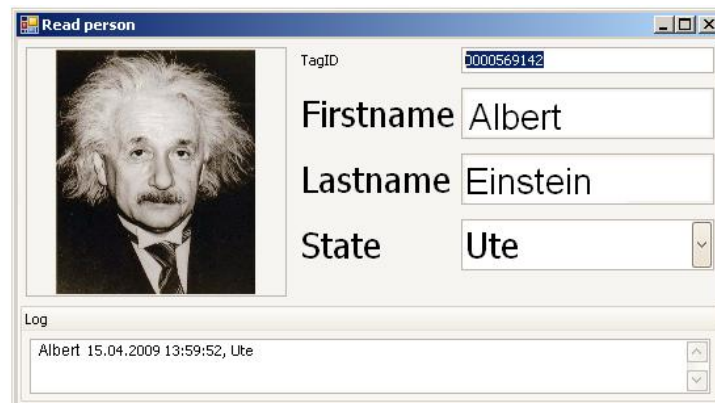 Read person
TagID 0000569142
Firstname Albert
Lastname Einstein
State Ute
Log
Albert 15.04.2009 13:59:52, Ute